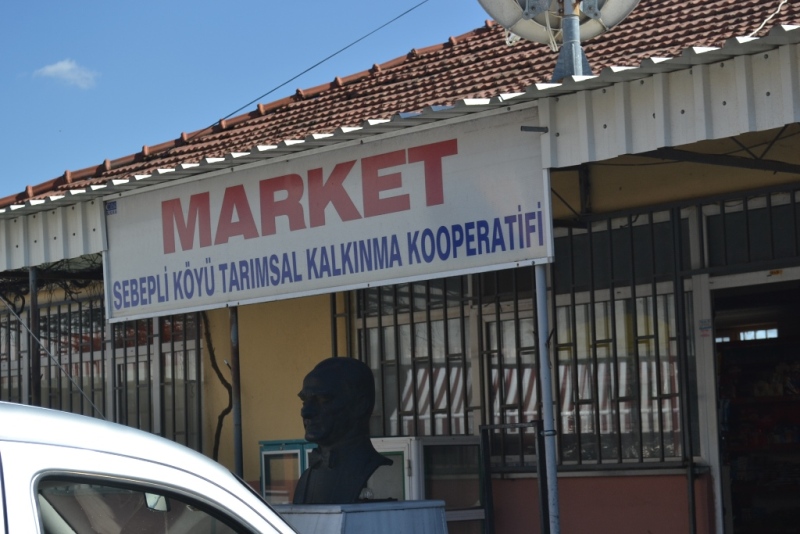 MARKET
SEBEPLİ KÖYÜ TARIMSAL KALKINMA KOOPERATİFİ